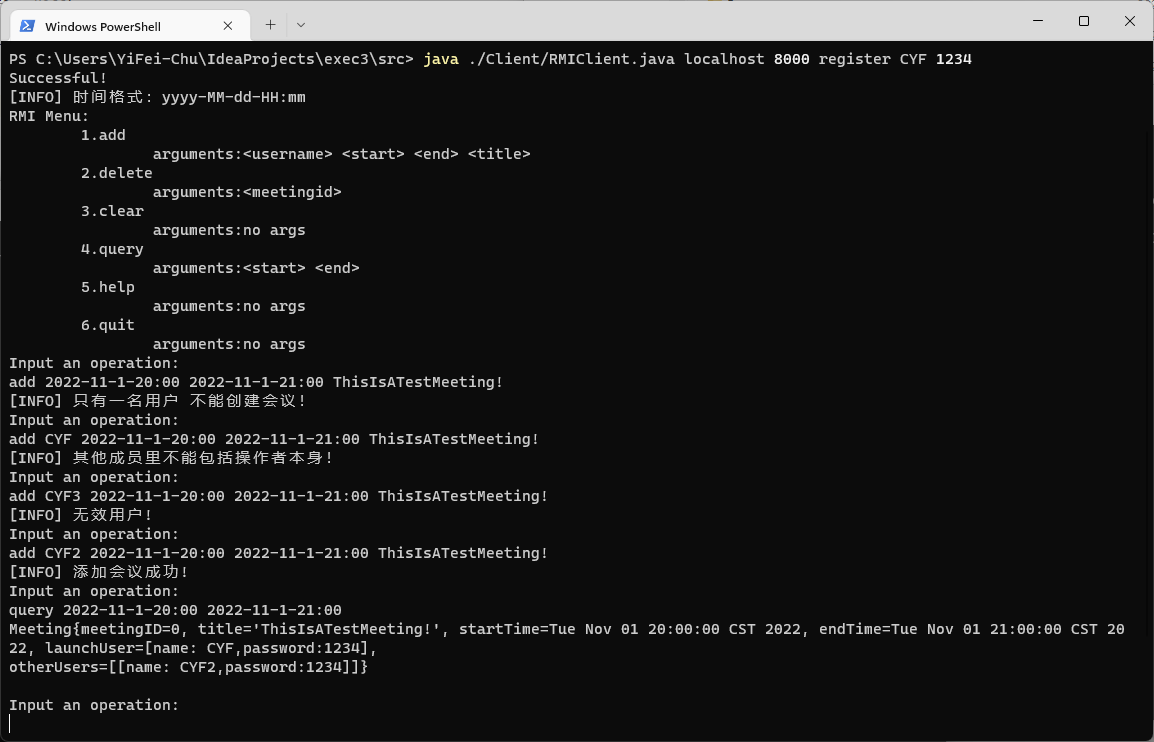 Windows PowerShell
PS C:\Users\YiFei-Chu\IdeaProjects\exec3\src> java ./Client/RMIClient.java localhost 8000 register CYF 1234
Successful!
[INFO] 时间格式: yyyy-MM-dd-HH:mm
RMI Menu:
1.add
arguments:<username> <start> <end> <title>
2.delete
arguments:<meetingid>
3.clear
arguments:no args
4.query
arguments:<start> <end>
5.help
arguments:no args
6.quit
arguments:no args
Input an operation:
add 2022-11-1-20:00 2022-11-1-21:00 ThisIsATestMeeting!
[INFO] 只有一名用户 不能创建会议!
Input an operation:
add CYF 2022-11-1-20:00 2022-11-1-21:00 ThisIsATestMeeting!
[INFO] 其他成员里不能包括操作者本身!
Input an operation:
add CYF3 2022-11-1-20:00 2022-11-1-21:00 ThisIsATestMeeting!
[INFO] 无效用户!
Input an operation:
add CYF2 2022-11-1-20:00 2022-11-1-21:00 ThisIsATestMeeting!
[INFO] 添加会议成功!
Input an operation:
query 2022-11-1-20:00 2022-11-1-21:00
Meeting{meetingID=0, title='ThisIsATestMeeting!', startTime=Tue Nov 01 20:00:00 CST 2022, endTime=Tue Nov 01 21:00:00 CST 20
22, launchUser=[name: CYF,password:1234],
otherUsers=[[name: CYF2,password:1234]]}
Input an operation: